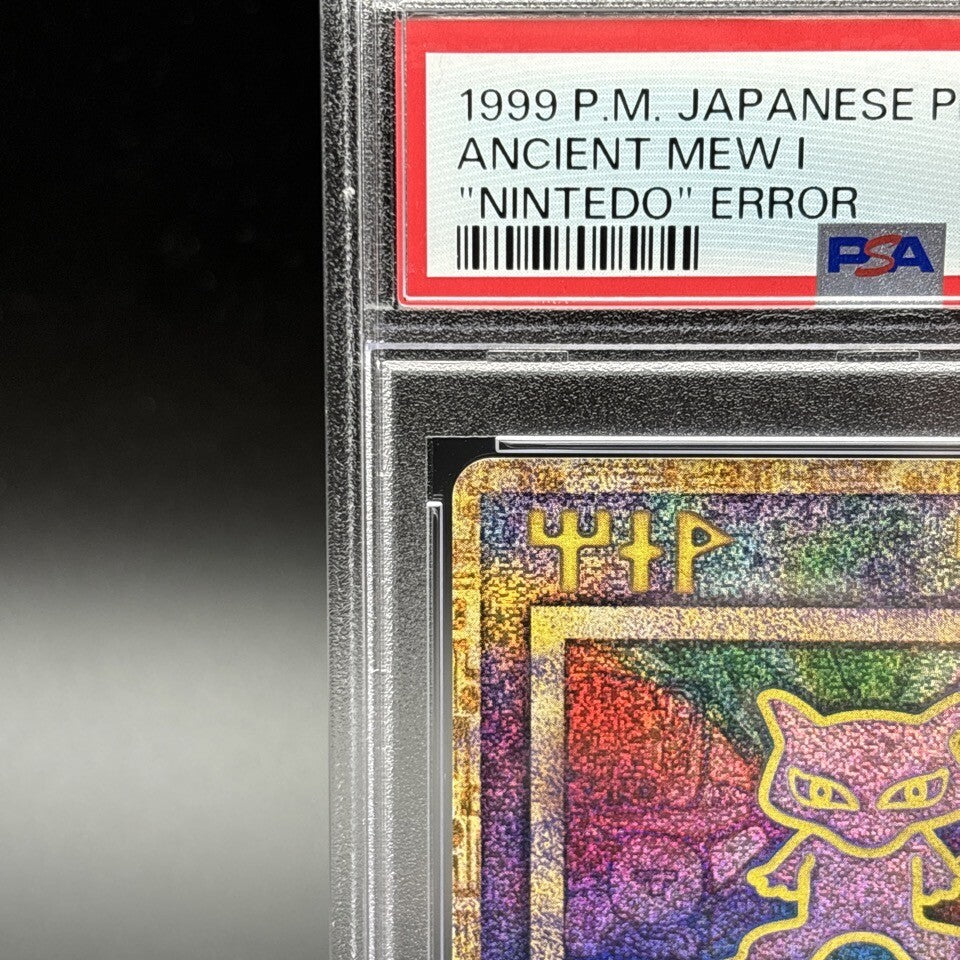 1999 P.M. JAPANESE P
ANCIENT MEW I
"NINTEDO" ERROR
PSA